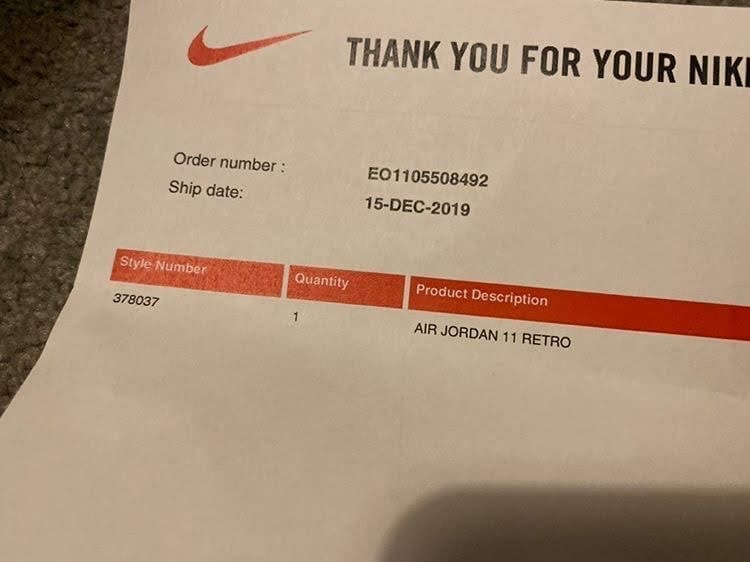 THANK YOU FOR YOUR NIK
Order number : EO1105508492
Ship date: 15-DEC-2019
Style Number Quantity Product Description
378037 1 AIR JORDAN 11 RETRO